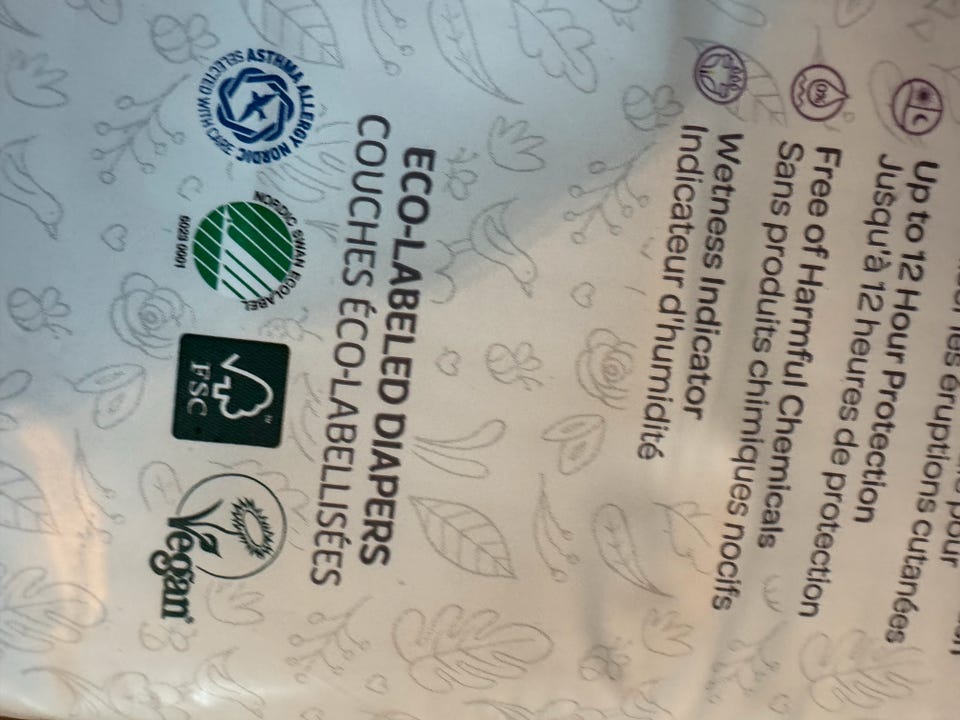 les éruptions cutanées
Up to 12 Hour Protection
Jusqu'à 12 heures de protection
Free of Harmful Chemicals
Sans produits chimiques nocifs
Wetness Indicator
Indicateur d'humidité
ECO-LABELED DIAPERS
COUCHES ÉCO-LABELLISÉES
ASTHMA ALLERGY NORDIC
SELECTED WITH CARE
NORDIC SWAN ECOLABEL
FSC
Vegan